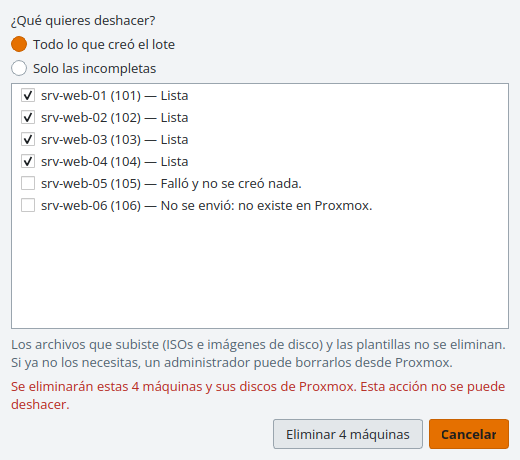 ¿Qué quieres deshacer?
Todo lo que creó el lote
Solo las incompletas
srv-web-01 (101) — Lista
srv-web-02 (102) — Lista
srv-web-03 (103) — Lista
srv-web-04 (104) — Lista
srv-web-05 (105) — Falló y no se creó nada.
srv-web-06 (106) — No se envió: no existe en Proxmox.
Los archivos que subiste (ISOs e imágenes de disco) y las plantillas no se eliminan.
Si ya no los necesitas, un administrador puede borrarlos desde Proxmox.
Se eliminarán estas 4 máquinas y sus discos de Proxmox. Esta acción no se puede
deshacer.
Eliminar 4 máquinas
Cancelar